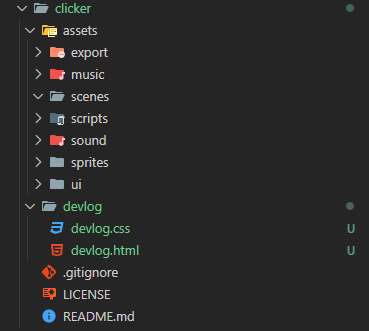 clicker
assets
export
music
scenes
scripts
sound
sprites
ui
devlog
devlog.css U
devlog.html U
.gitignore
LICENSE
README.md